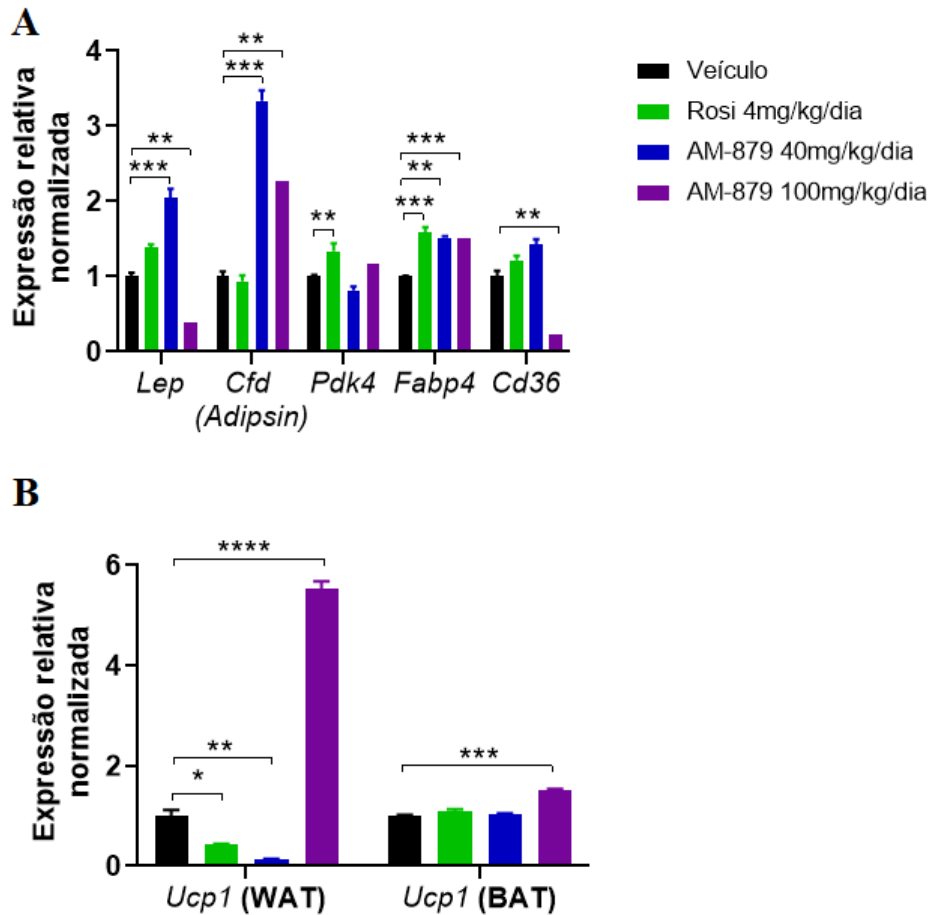 A
Expressão relativa
normalizada
4
3
2
1
0
** *** *** ** ** *** ** *** **
Lep Cfd Pdk4 Fabp4 Cd36
(Adipsin)
Veículo
Rosi 4mg/kg/dia
AM-879 40mg/kg/dia
AM-879 100mg/kg/dia
B
Expressão relativa
normalizada
6
4
2
0
****
**
*
***
Ucp1 (WAT) Ucp1 (BAT)